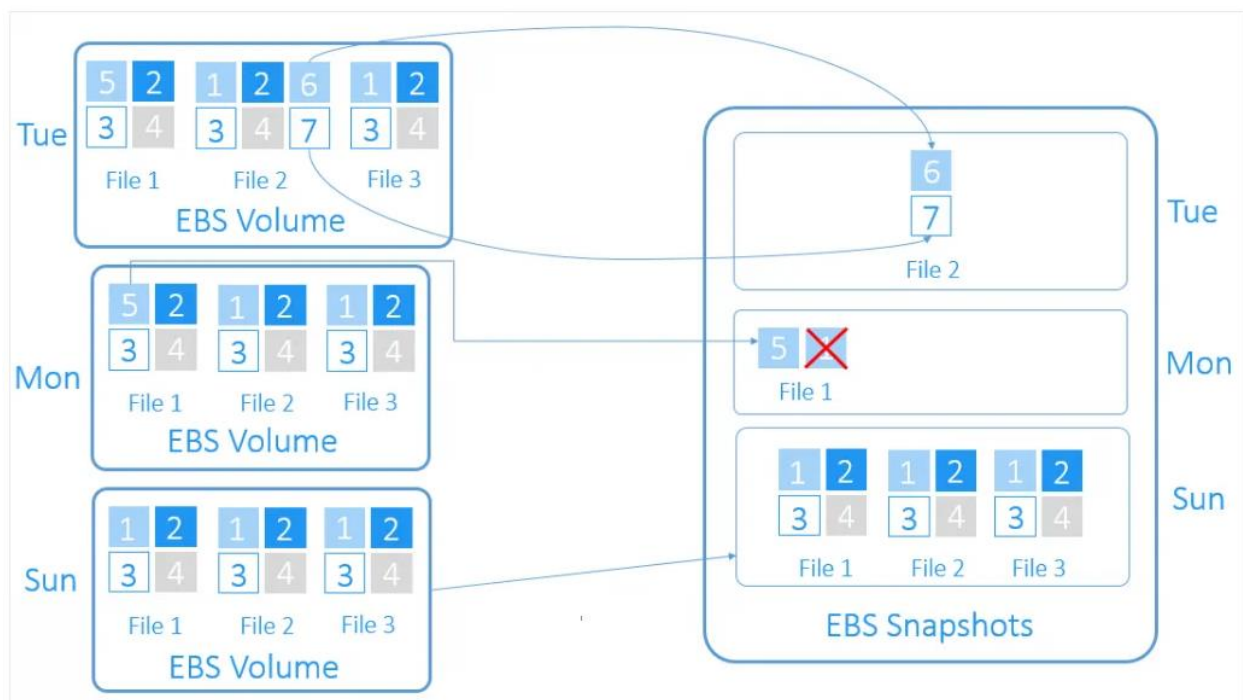 5 2 1 2 6 1 2
3 4 3 4 7 3 4
Tue
File 1 File 2 File 3
EBS Volume
5 2 1 2 1 2
3 4 3 4 3 4
Mon
File 1 File 2 File 3
EBS Volume
1 2 1 2 1 2
3 4 3 4 3 4
Sun
File 1 File 2 File 3
EBS Volume
6
7
Tue
File 2
5 1
Mon
File 1
1 2 1 2 1 2
3 4 3 4 3 4
Sun
File 1 File 2 File 3
EBS Snapshots